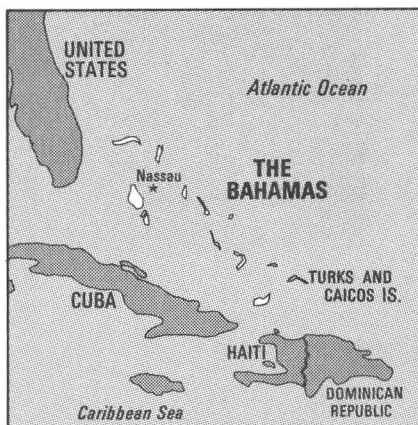 UNITED
STATES
Atlantic Ocean
Nassau
THE
BAHAMAS
TURKS AND
CAICOS IS.
CUBA
HAITI
DOMINICAN
REPUBLIC
Caribbean Sea